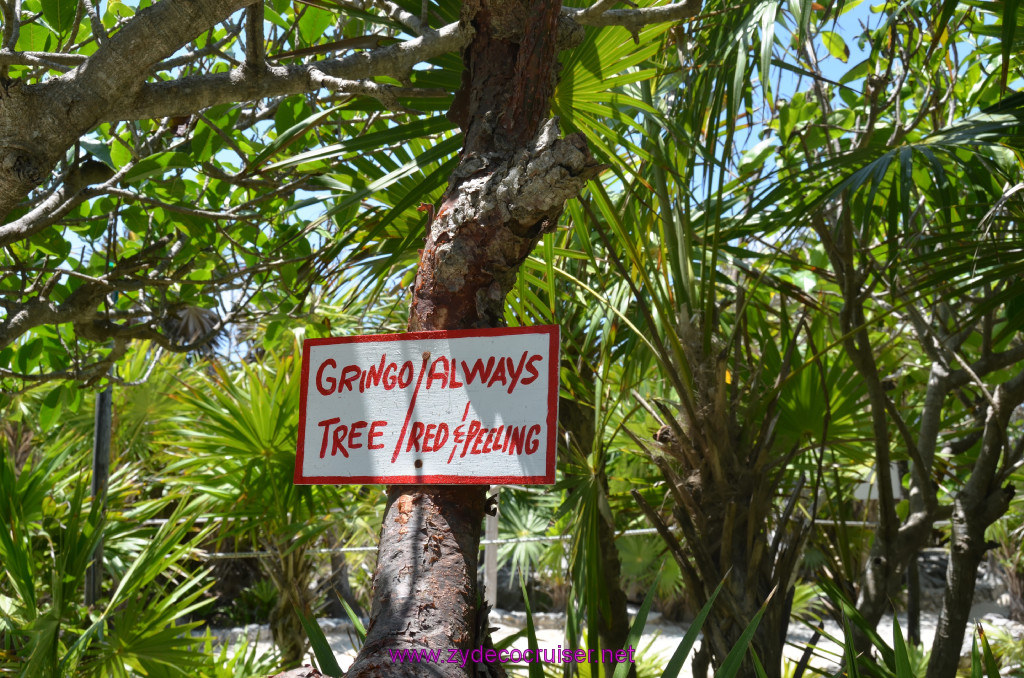 GRINGO/ALWAYS
TREE/RED & PEELING
www.zydecocruiser.net